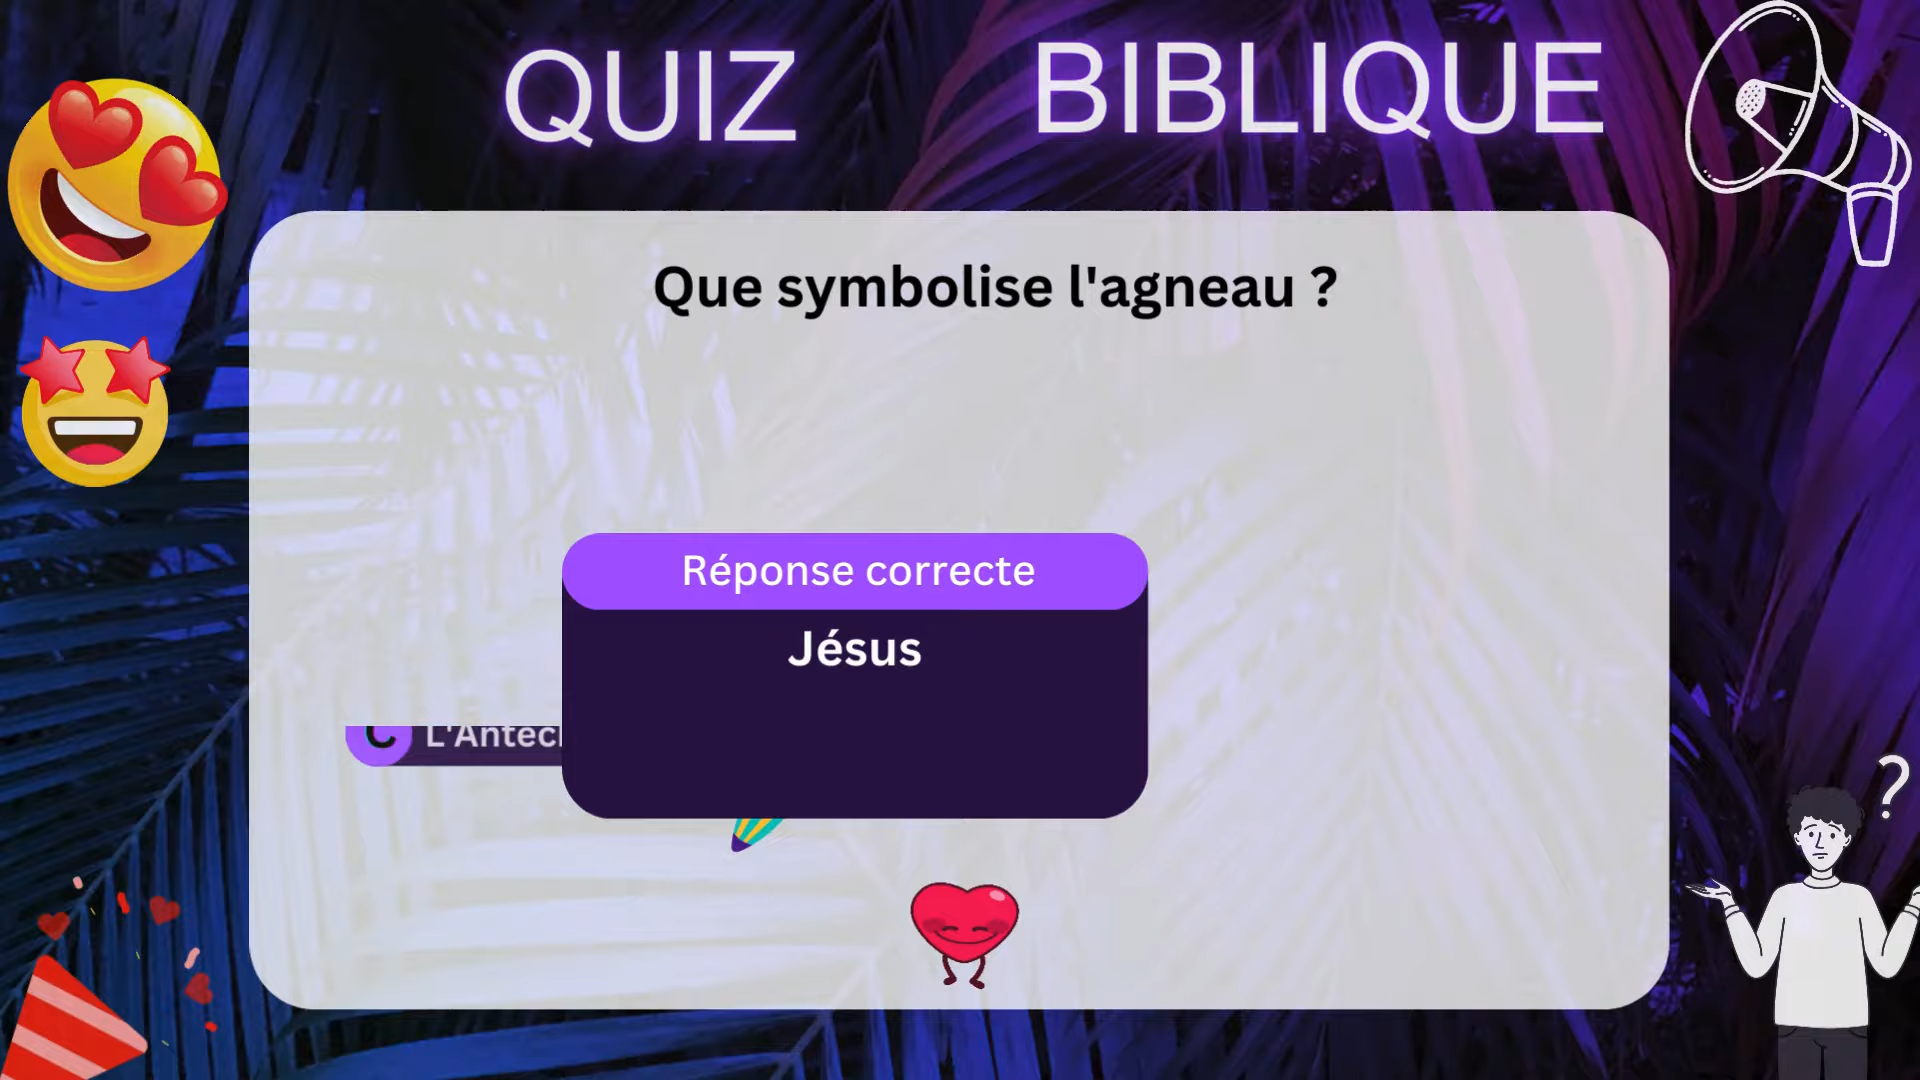 QUIZ BIBLIQUE
Que symbolise l'agneau ?
Réponse correcte
Jésus
C
?